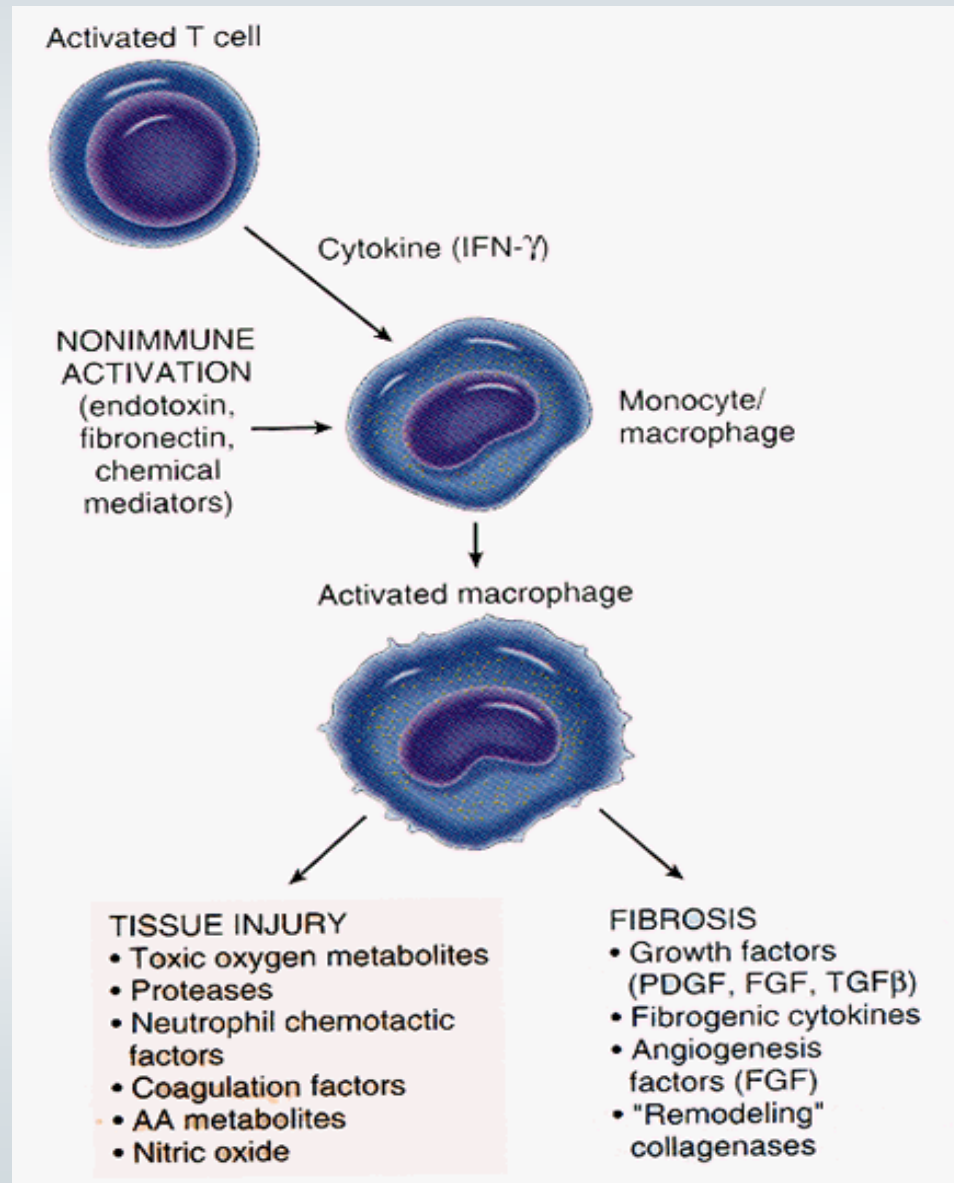 Activated T cell
Cytokine (IFN-γ)
NONIMMUNE
ACTIVATION
(endotoxin,
fibronectin,
chemical
mediators)
Monocyte/
macrophage
Activated macrophage
TISSUE INJURY
• Toxic oxygen metabolites
• Proteases
• Neutrophil chemotactic
factors
• Coagulation factors
• AA metabolites
• Nitric oxide
FIBROSIS
• Growth factors
(PDGF, FGF, TGFβ)
• Fibrogenic cytokines
• Angiogenesis
factors (FGF)
• "Remodeling"
collagenases